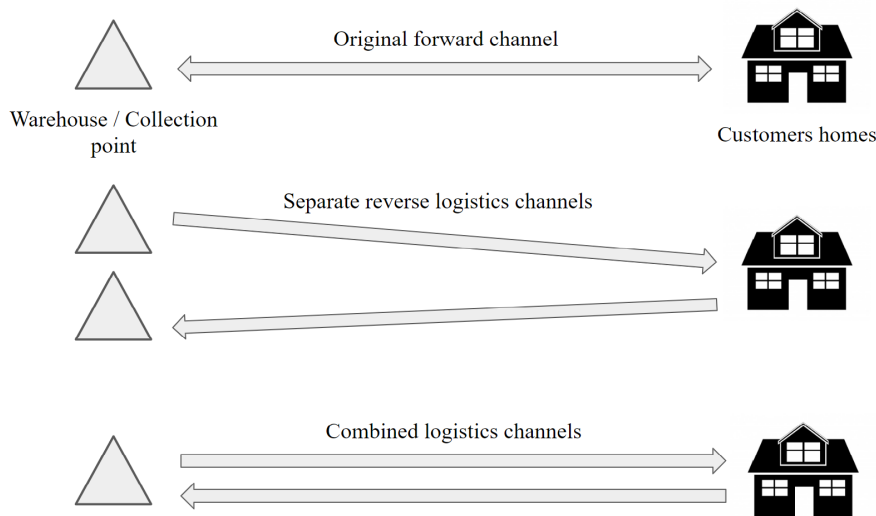 Original forward channel
Warehouse / Collection
point
Customers homes
Separate reverse logistics channels
Combined logistics channels